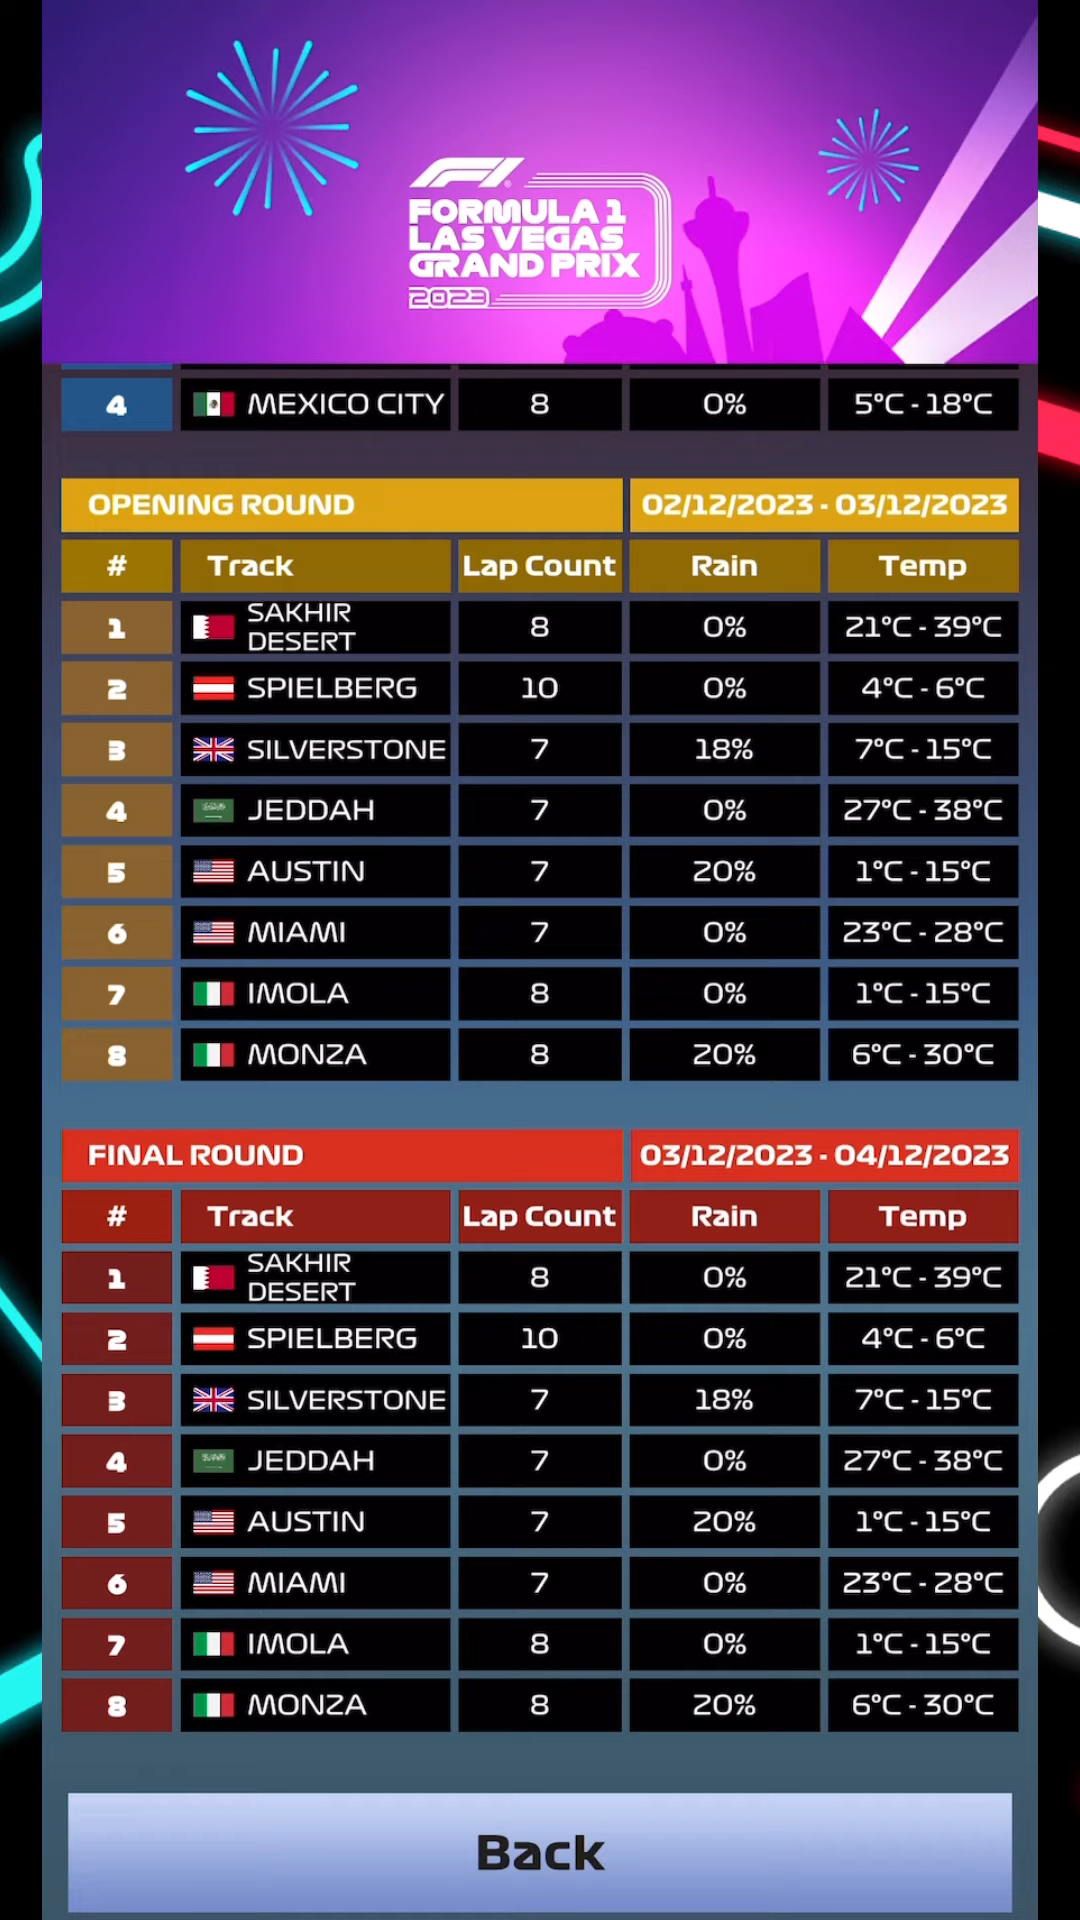 F1
FORMULA 1
LAS VEGAS
GRAND PRIX
2023
4 MEXICO CITY 8 0% 5°C - 18°C
OPENING ROUND 02/12/2023 - 03/12/2023
# Track Lap Count Rain Temp
1 SAKHIR DESERT 8 0% 21°C - 39°C
2 SPIELBERG 10 0% 4°C - 6°C
3 SILVERSTONE 7 18% 7°C - 15°C
4 JEDDAH 7 0% 27°C - 38°C
5 AUSTIN 7 20% 1°C - 15°C
6 MIAMI 7 0% 23°C - 28°C
7 IMOLA 8 0% 1°C - 15°C
8 MONZA 8 20% 6°C - 30°C
FINAL ROUND 03/12/2023 - 04/12/2023
# Track Lap Count Rain Temp
1 SAKHIR DESERT 8 0% 21°C - 39°C
2 SPIELBERG 10 0% 4°C - 6°C
3 SILVERSTONE 7 18% 7°C - 15°C
4 JEDDAH 7 0% 27°C - 38°C
5 AUSTIN 7 20% 1°C - 15°C
6 MIAMI 7 0% 23°C - 28°C
7 IMOLA 8 0% 1°C - 15°C
8 MONZA 8 20% 6°C - 30°C
Back